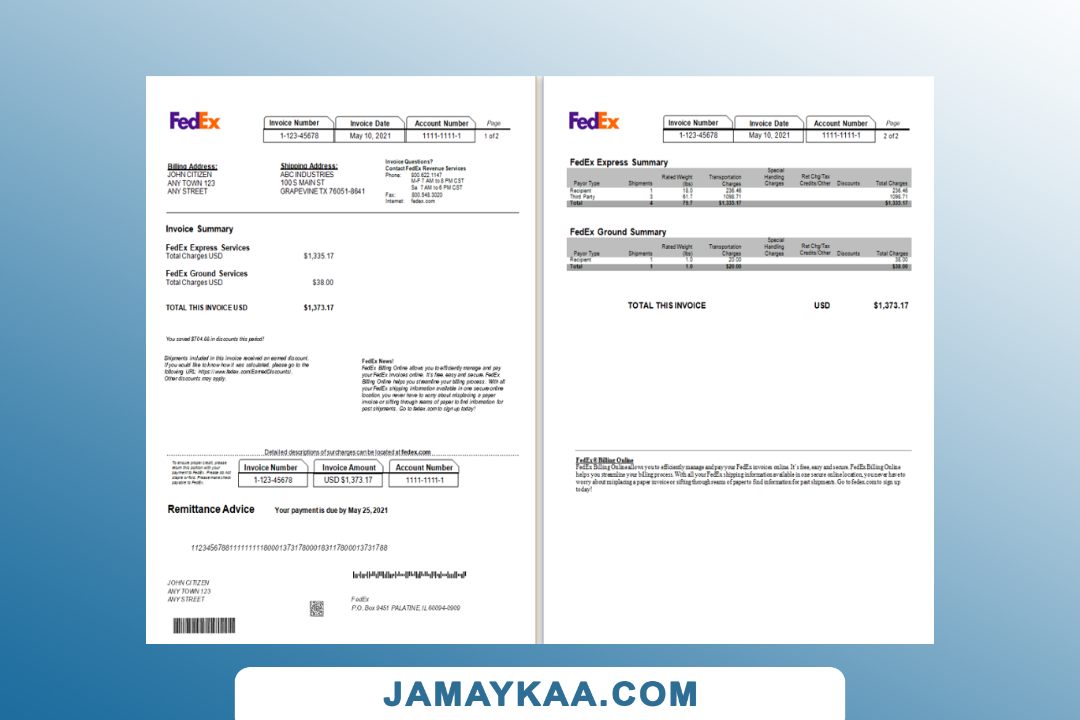 FedEx
Invoice Number Invoice Date Account Number Page
1-123-45678 May 10, 2021 1111-1111-1 1 of 2
Billing Address:
JOHN CITIZEN
ANY TOWN 123
ANY STREET
Shipping Address:
ABC INDUSTRIES
100 S MAIN ST
GRAPEVINE TX 76051-8641
Invoice Questions?
Contact FedEx Revenue Services
Phone: 800.622.1147
M-F 7 AM to 8 PM CST
Sa 7 AM to 6 PM CST
Fax: 800.548.3020
Internet: fedex.com
Invoice Summary
FedEx Express Services
Total Charges USD $1,335.17
FedEx Ground Services
Total Charges USD $38.00
TOTAL THIS INVOICE USD $1,373.17
You saved $704.68 in discounts this period!
Shipments included in this invoice received an earned discount.
If you would like to know how it was calculated, please go to the
following URL: https://www.fedex.com/EarnedDiscounts/.
Other discounts may apply.
FedEx News!
FedEx Billing Online allows you to efficiently manage and pay
your FedEx invoices online. It's free, easy and secure. FedEx
Billing Online helps you streamline your billing process. With all
your FedEx shipping information available in one secure online
location, you never have to worry about misplacing a paper
invoice or sifting through reams of paper to find information for
past shipments. Go to fedex.com to sign up today!
Detailed descriptions of surcharges can be located at fedex.com
To ensure proper credit, please
return this portion with your
payment to FedEx. Please do not
staple or fold. Please make check
payable to FedEx.
Invoice Number Invoice Amount Account Number
1-123-45678 USD $1,373.17 1111-1111-1
Remittance Advice Your payment is due by May 25, 2021
JOHN CITIZEN
ANY TOWN 123
ANY STREET
FedEx
P.O. Box 9451 PALATINE, IL 60094-0909
FedEx
Invoice Number Invoice Date Account Number Page
1-123-45678 May 10, 2021 1111-1111-1 2 of 2
FedEx Express Summary
Payor Type Shipments Rated Weight (lbs) Transportation Charges Special Handling Charges Ret Chg/Tax Credits/Other Discounts Total Charges
Recipient 1 18.0 236.46 236.46
Third Party 3 61.7 1098.71 1098.71
Total 4 79.7 $1,335.17 $1,335.17
FedEx Ground Summary
Payor Type Shipments Rated Weight (lbs) Transportation Charges Special Handling Charges Ret Chg/Tax Credits/Other Discounts Total Charges
Recipient 1 1.0 20.00 38.00
Total 1 1.0 $20.00 $38.00
TOTAL THIS INVOICE USD $1,373.17
FedEx® Billing Online
FedEx Billing Online allows you to efficiently manage and pay your FedEx invoices online. It's free, easy and secure. FedEx Billing Online
helps you streamline your billing process. With all your FedEx shipping information available in one secure online location, you never have to
worry about misplacing a paper invoice or sifting through reams of paper to find information for past shipments. Go to fedex.com to sign up
today!
JAMAYKAA.COM